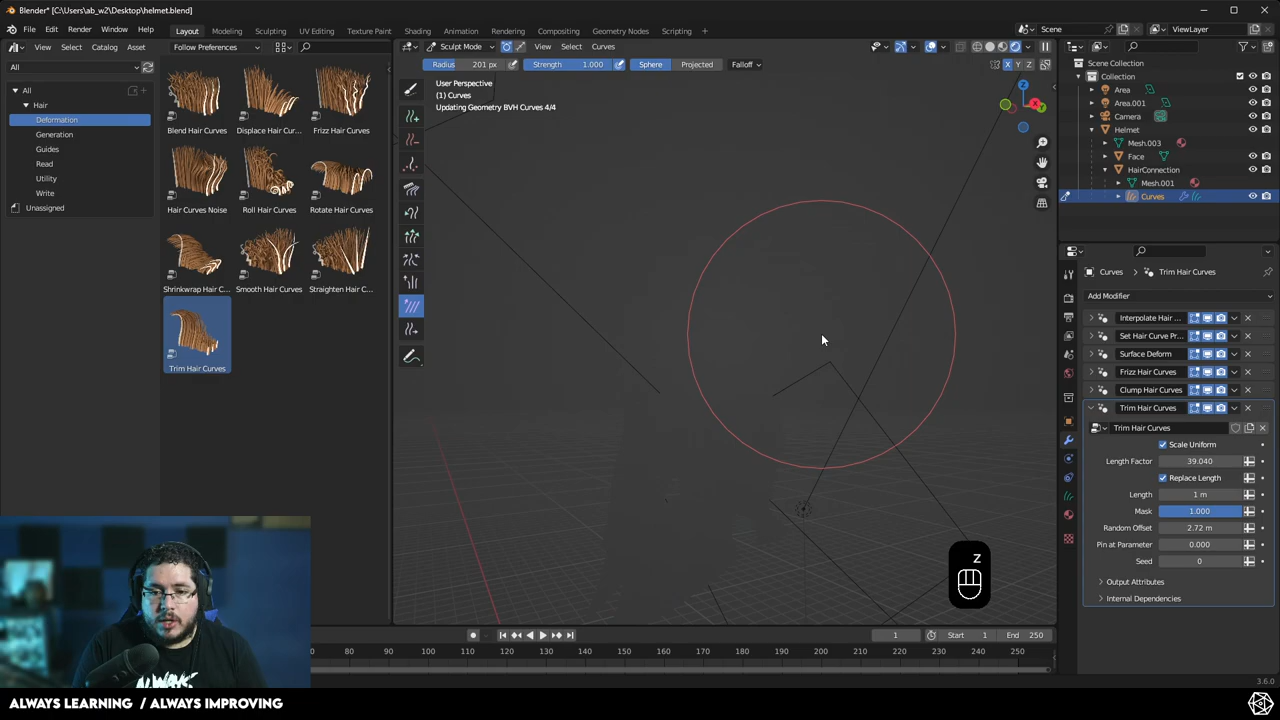 Blender* [C:\Users\ab_w2\Desktop\helmet.blend]
File Edit Render Window Help
Layout Modeling Sculpting UV Editing Texture Paint Shading Animation Rendering Compositing Geometry Nodes Scripting +
Scene
ViewLayer
View Select Catalog Asset
Follow Preferences
Sculpt Mode
View Select Curves
All
Radius 201 px
Strength 1.000
Sphere Projected
Falloff
X Y Z
All
Hair
Deformation
Generation
Guides
Read
Utility
Write
Unassigned
Blend Hair Curves
Displace Hair Cur...
Frizz Hair Curves
Hair Curves Noise
Roll Hair Curves
Rotate Hair Curves
Shrinkwrap Hair C...
Smooth Hair Curves
Straighten Hair C...
Trim Hair Curves
User Perspective
(1) Curves
Updating Geometry BVH Curves 4/4
Z
X
Y
z
Scene Collection
Collection
Area
Area.001
Camera
Helmet
Mesh.003
Face
HairConnection
Mesh.001
Curves
Curves
Trim Hair Curves
Add Modifier
Interpolate Hair ...
Set Hair Curve Pr...
Surface Deform
Frizz Hair Curves
Clump Hair Curves
Trim Hair Curves
Trim Hair Curves
Scale Uniform
Length Factor 39.040
Replace Length
Length 1 m
Mask 1.000
Random Offset 2.72 m
Pin at Parameter 0.000
Seed 0
Output Attributes
Internal Dependencies
1
Start 1
End 250
80 90 100 110 120 130 140 150 160 170 180 190 200 210 220 230 240 250
3.6.0
ALWAYS LEARNING / ALWAYS IMPROVING